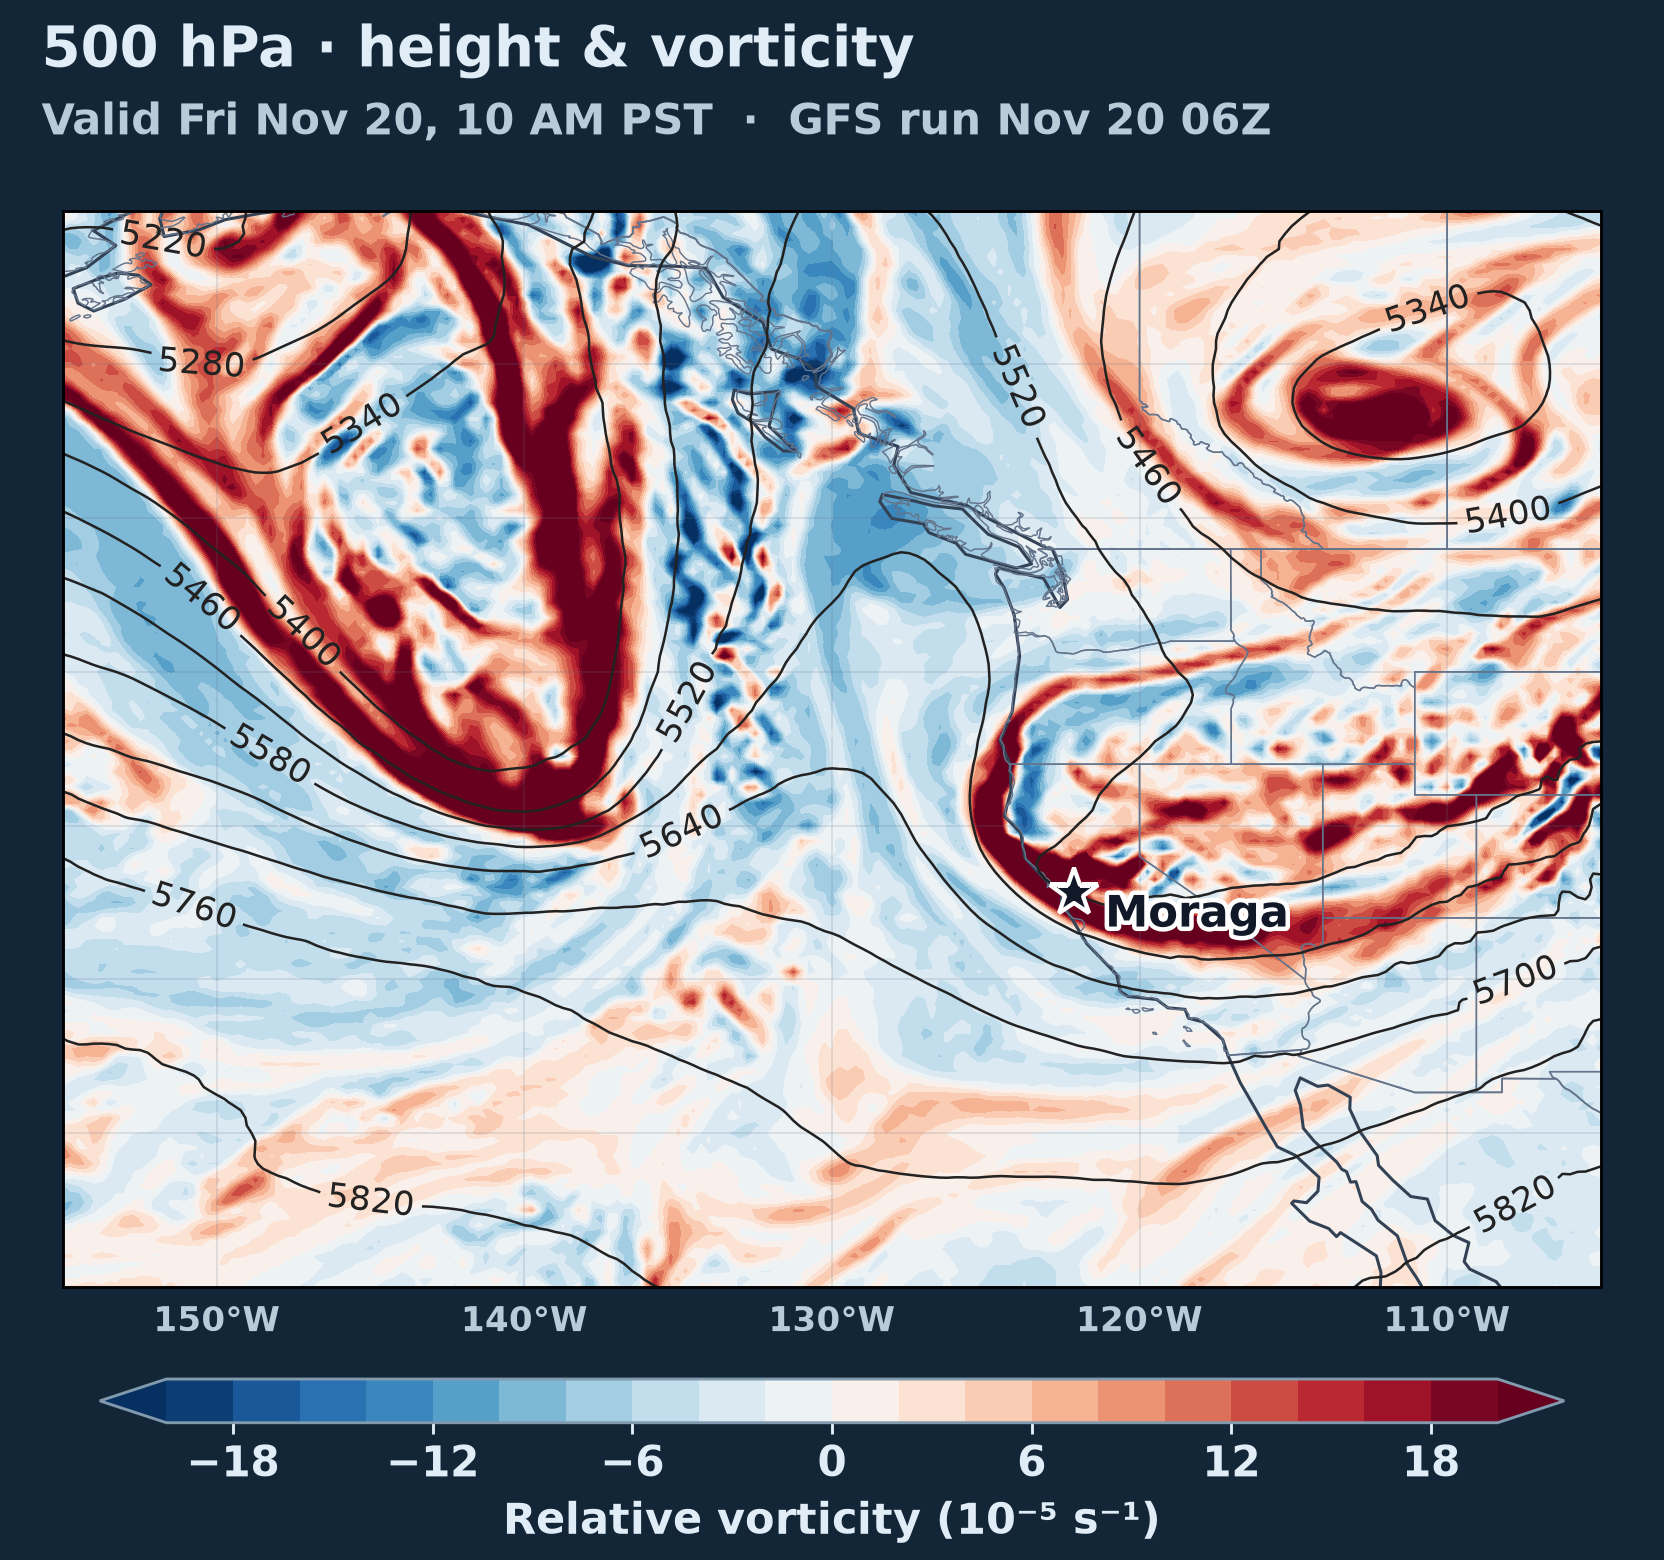 500 hPa · height & vorticity
Valid Fri Nov 20, 10 AM PST · GFS run Nov 20 06Z
5220
5280
5340
5340
5520
5460
5400
5460
5400
5580
5520
5640
5760
Moraga
5700
5820
5820
150°W 140°W 130°W 120°W 110°W
−18 −12 −6 0 6 12 18
Relative vorticity (10⁻⁵ s⁻¹)